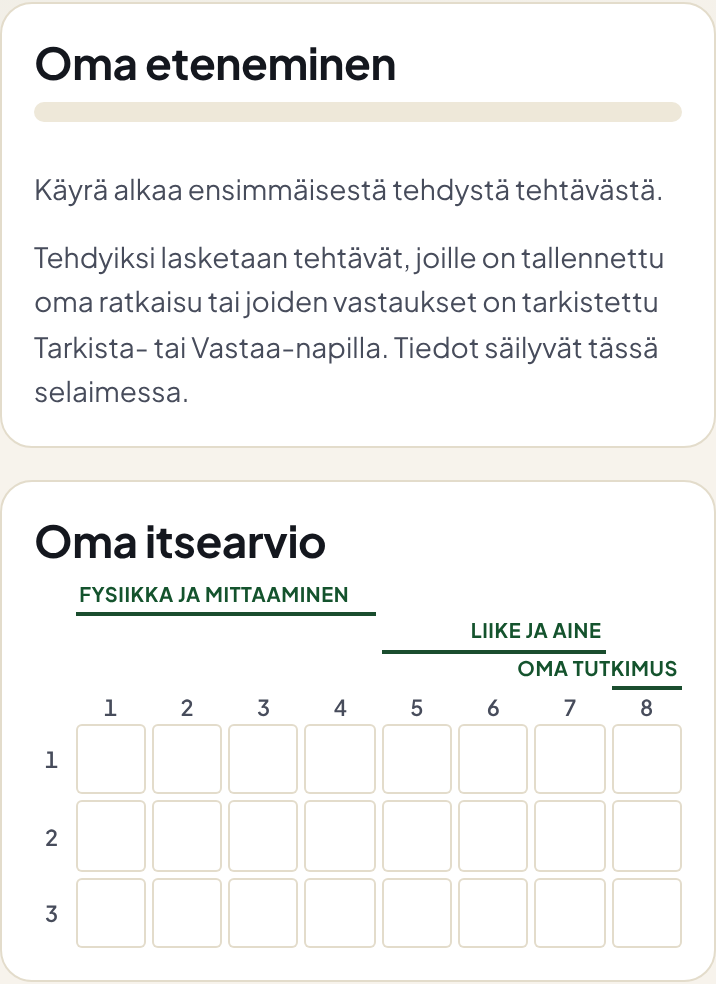 Oma eteneminen
Käyrä alkaa ensimmäisestä tehdystä tehtävästä.
Tehdyiksi lasketaan tehtävät, joille on tallennettu
oma ratkaisu tai joiden vastaukset on tarkistettu
Tarkista- tai Vastaa-napilla. Tiedot säilyvät tässä
selaimessa.
Oma itsearvio
FYSIIKKA JA MITTAAMINEN
LIIKE JA AINE
OMA TUTKIMUS
1 2 3 4 5 6 7 8
1
2
3